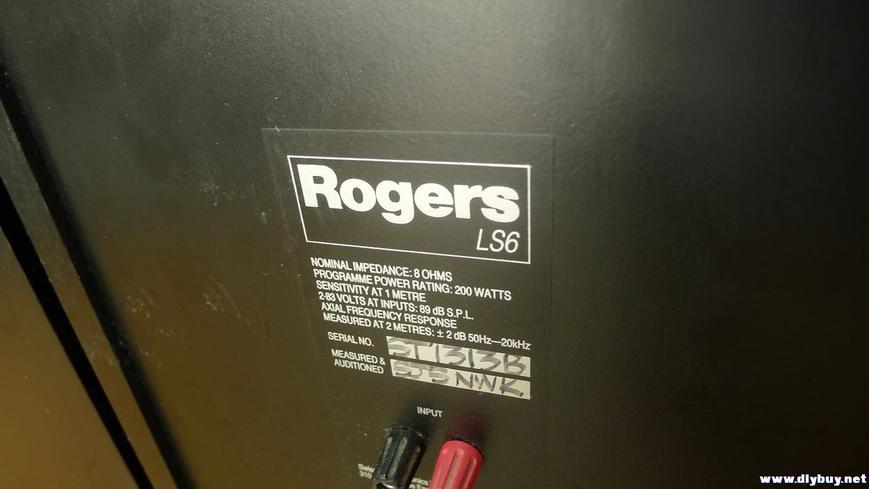 Rogers
LS6
NOMINAL IMPEDANCE: 8 OHMS
PROGRAMME POWER RATING: 200 WATTS
SENSITIVITY AT 1 METRE
2·83 VOLTS AT INPUTS: 89 dB S.P.L.
AXIAL FREQUENCY RESPONSE
MEASURED AT 2 METRES: ± 2 dB 50Hz—20kHz
SERIAL NO. ST1313B
MEASURED &
AUDITIONED NWK
INPUT
www.diybuy.net